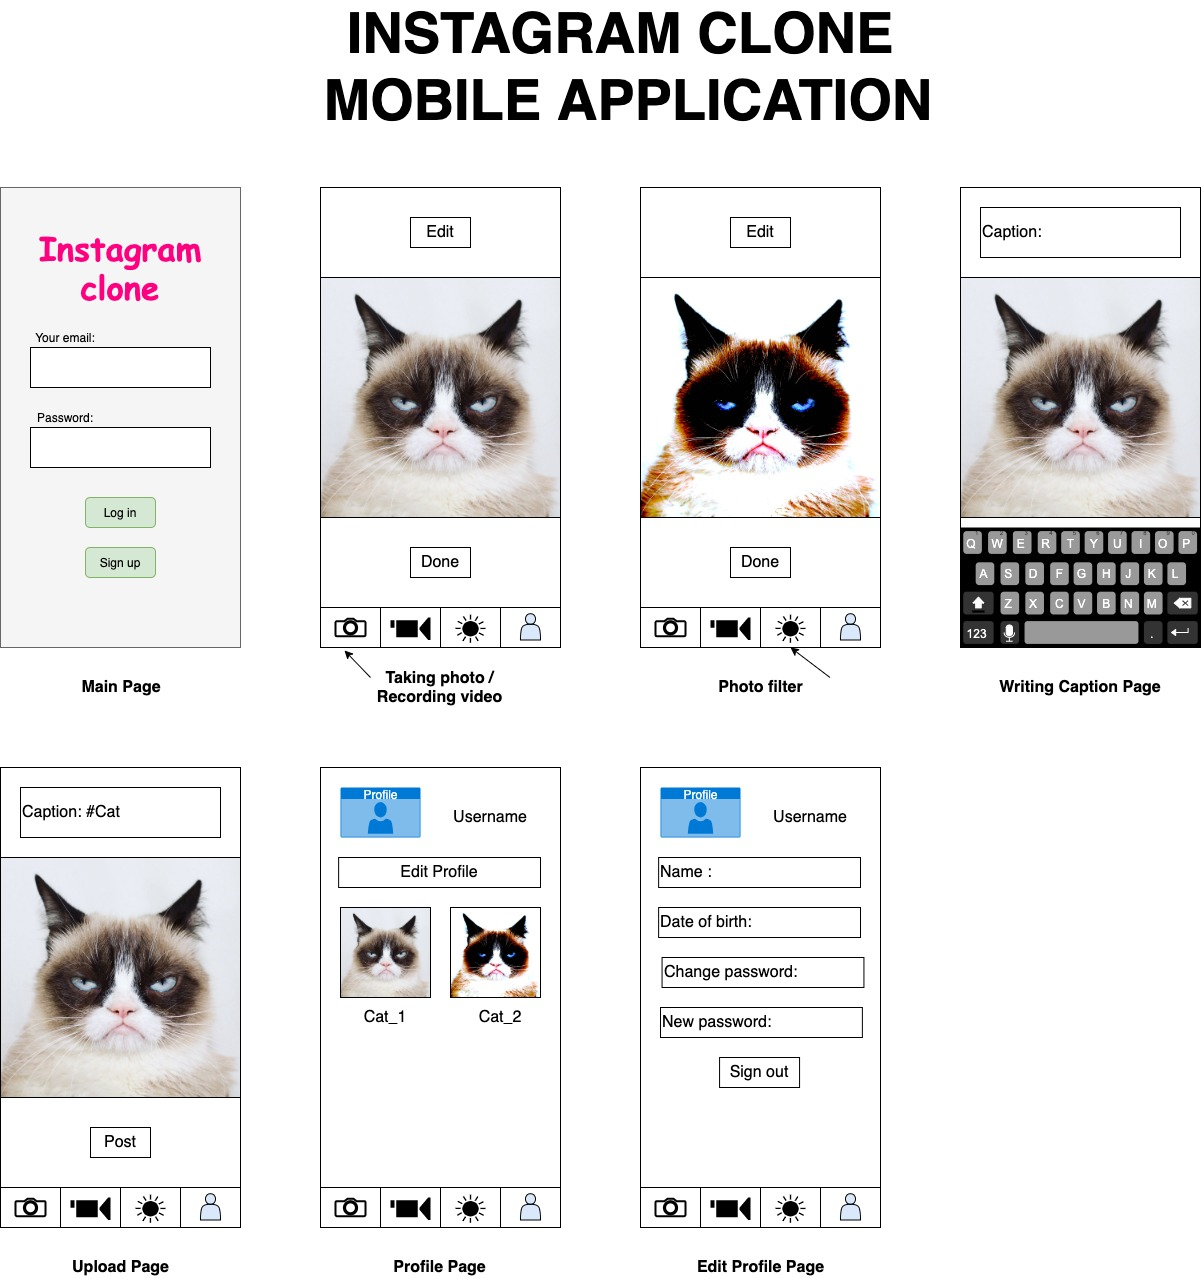 INSTAGRAM CLONE
MOBILE APPLICATION
Instagram
clone
Your email:
Password:
Log in
Sign up
Main Page
Edit
Done
Taking photo /
Recording video
Edit
Done
Photo filter
Caption:
Q W E R T Y U I O P
A S D F G H J K L
Z X C V B N M
123 .
Writing Caption Page
Caption: #Cat
Post
Upload Page
Profile
Username
Edit Profile
Cat_1 Cat_2
Profile Page
Profile
Username
Name :
Date of birth:
Change password:
New password:
Sign out
Edit Profile Page